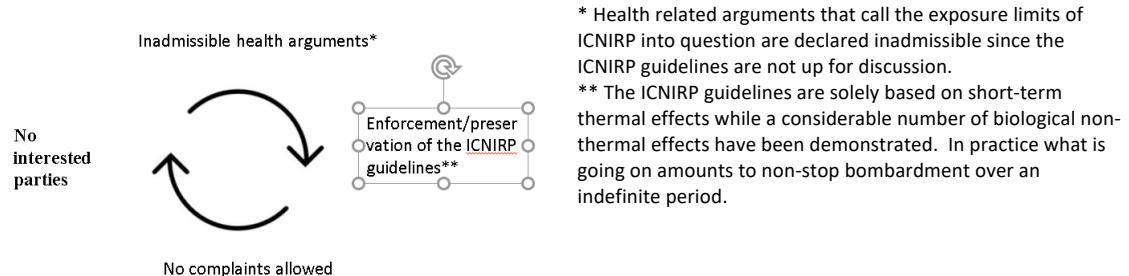 Inadmissible health arguments*
No
interested
parties
Enforcement/preser
vation of the ICNIRP
guidelines**
No complaints allowed
* Health related arguments that call the exposure limits of
ICNIRP into question are declared inadmissible since the
ICNIRP guidelines are not up for discussion.
** The ICNIRP guidelines are solely based on short-term
thermal effects while a considerable number of biological non-
thermal effects have been demonstrated.  In practice what is
going on amounts to non-stop bombardment over an
indefinite period.